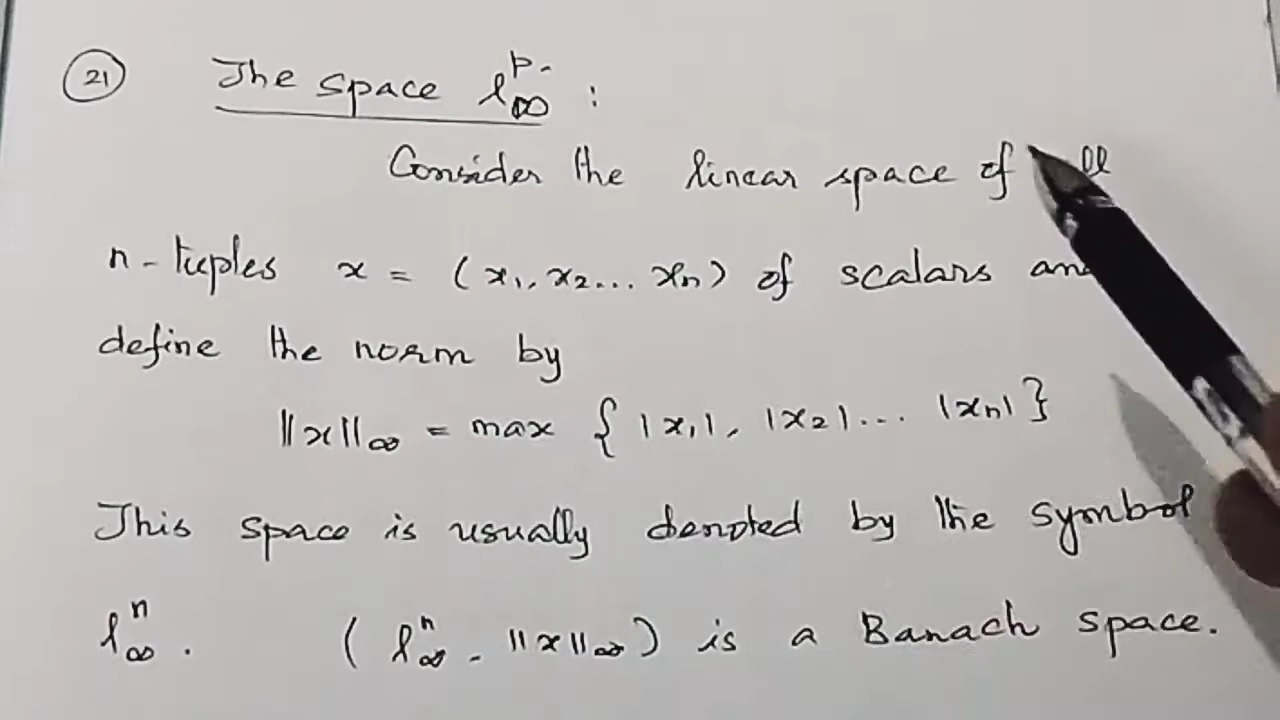 (21) The space l∞^p. :
Consider the linear space of all
n-tuples x = (x1, x2... xn) of scalars and
define the norm by
||x||∞ = max { |x1|, |x2|... |xn| }
This space is usually denoted by the symbol
l∞^n. (l∞^n - ||x||∞) is a Banach space.